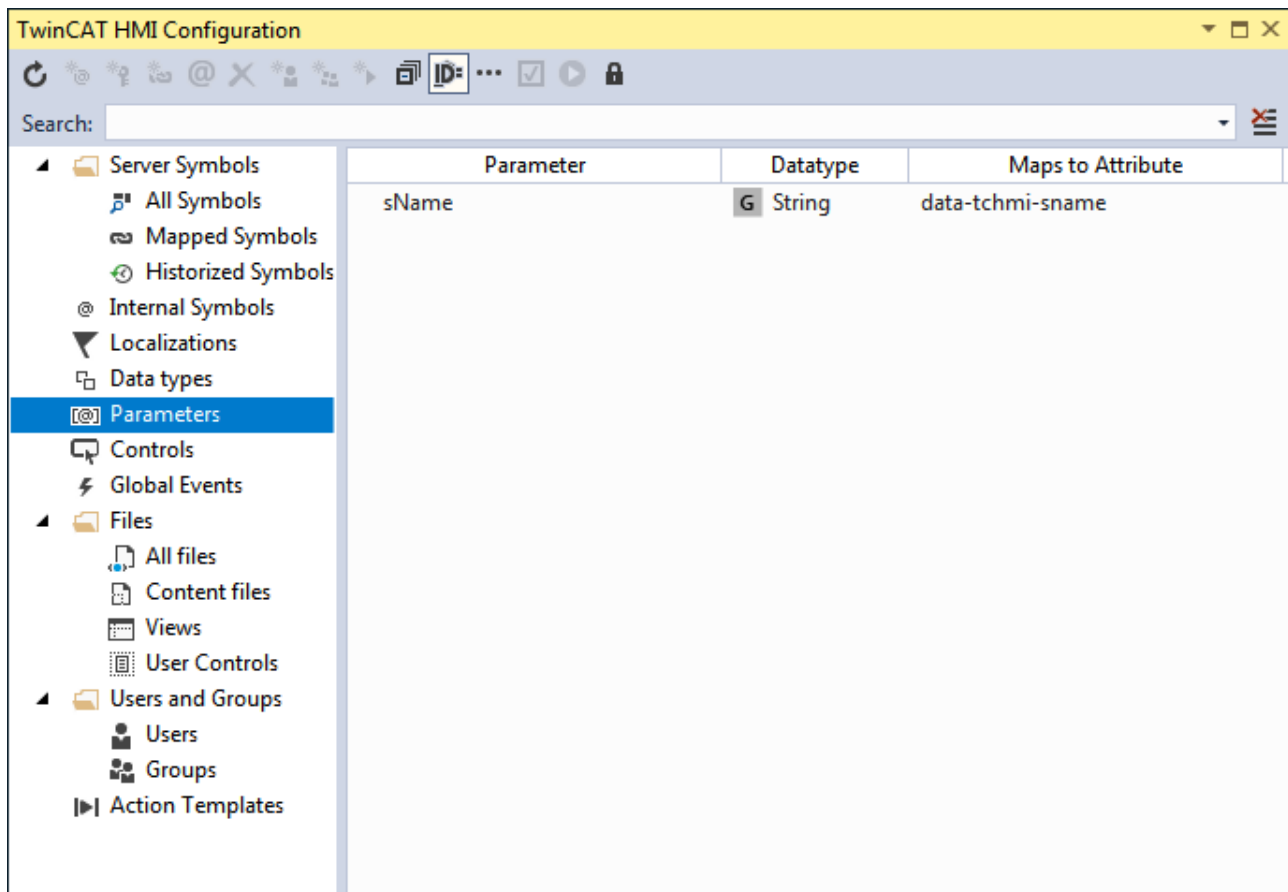 TwinCAT HMI Configuration
ID=
Search:
Server Symbols
All Symbols
Mapped Symbols
Historized Symbols
@ Internal Symbols
Localizations
Data types
[@] Parameters
Controls
Global Events
Files
All files
Content files
Views
User Controls
Users and Groups
Users
Groups
Action Templates
Parameter Datatype Maps to Attribute
sName G String data-tchmi-sname